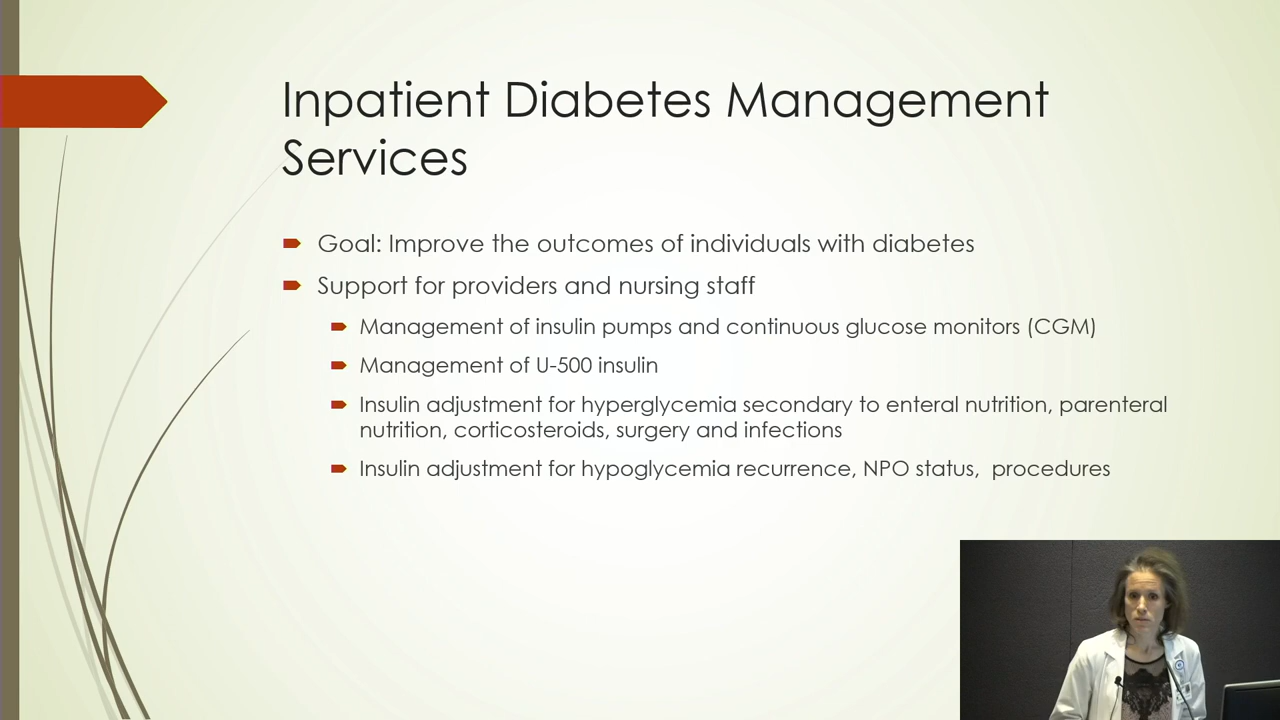 Inpatient Diabetes Management
Services
Goal: Improve the outcomes of individuals with diabetes
Support for providers and nursing staff
Management of insulin pumps and continuous glucose monitors (CGM)
Management of U-500 insulin
Insulin adjustment for hyperglycemia secondary to enteral nutrition, parenteral
nutrition, corticosteroids, surgery and infections
Insulin adjustment for hypoglycemia recurrence, NPO status,  procedures